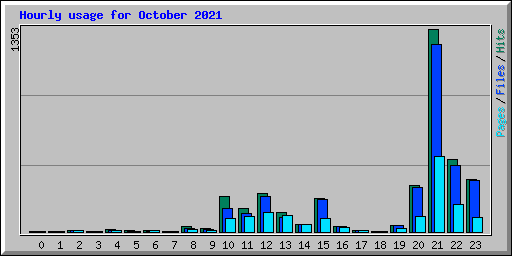 Hourly usage for October 2021
1353
Pages/Files/Hits
0 1 2 3 4 5 6 7 8 9 10 11 12 13 14 15 16 17 18 19 20 21 22 23